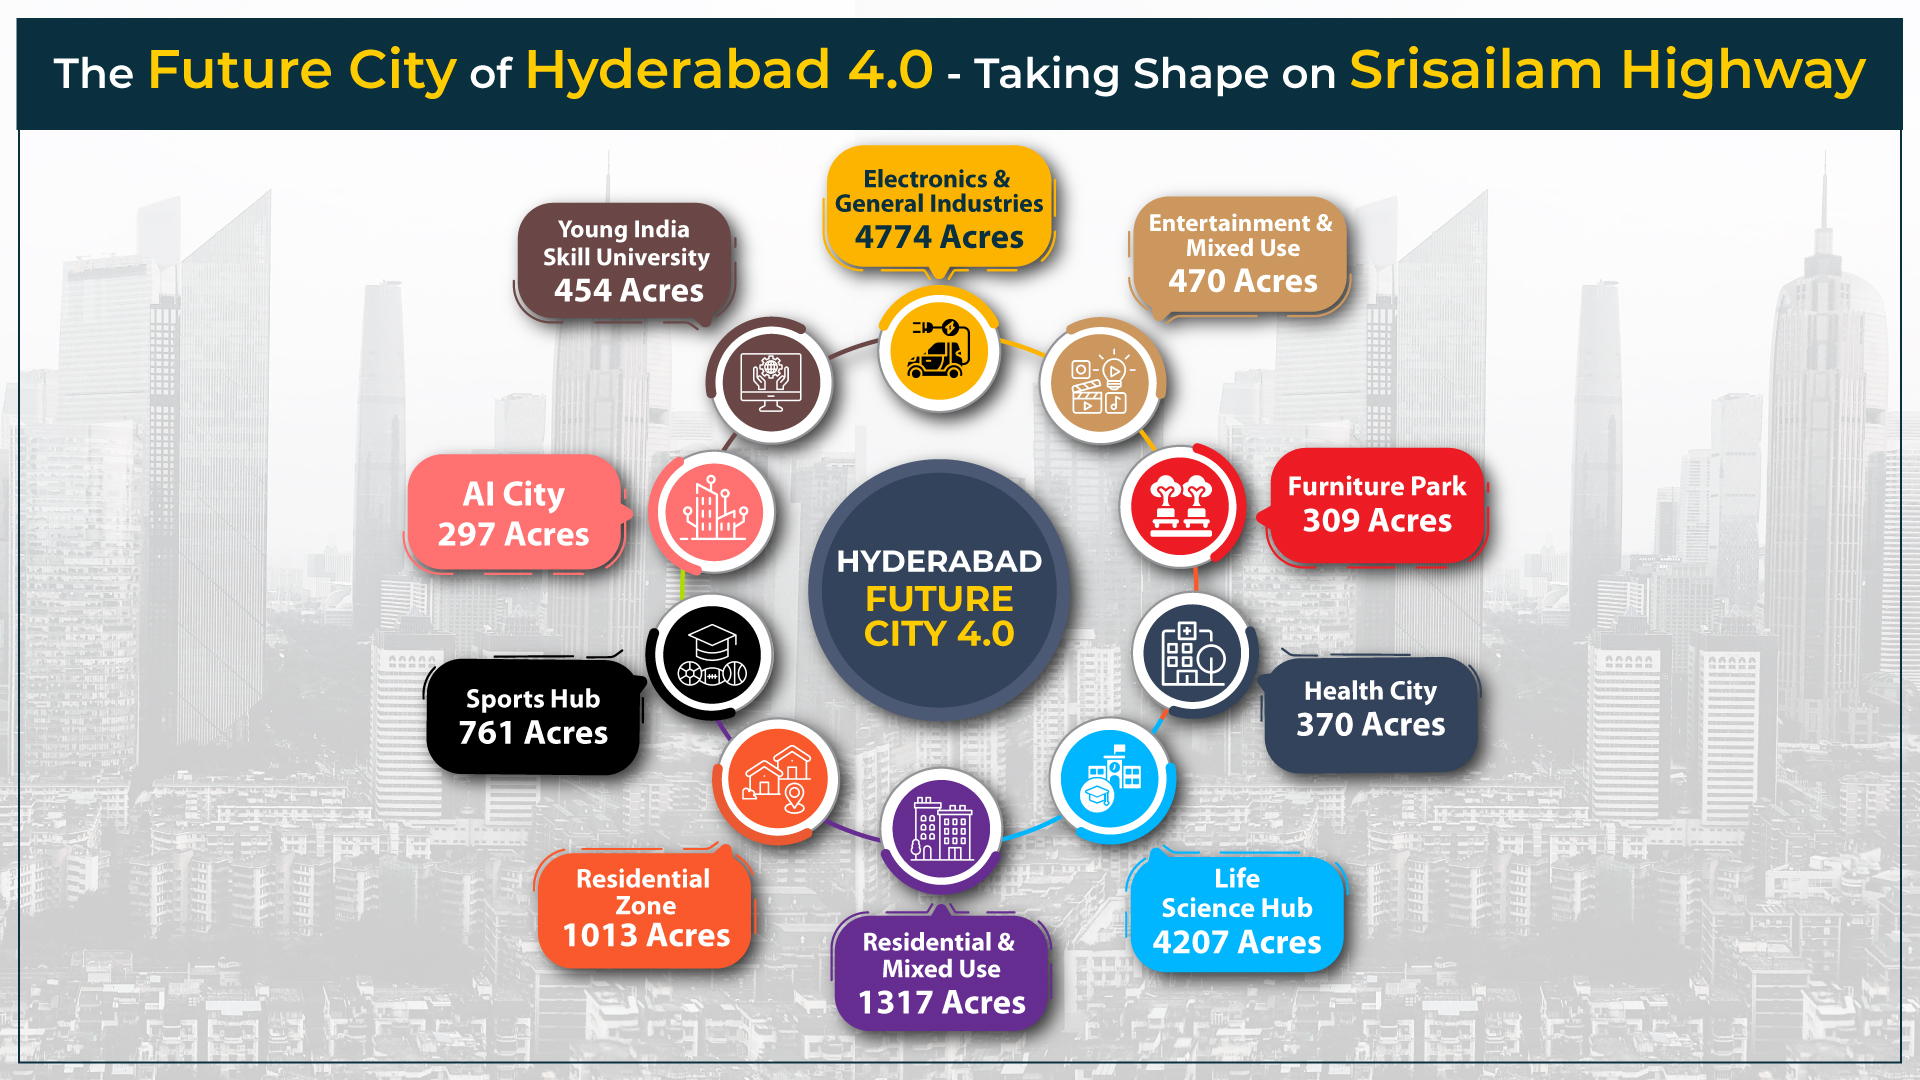 The Future City of Hyderabad 4.0 - Taking Shape on Srisailam Highway
Electronics &
General Industries
4774 Acres
Entertainment &
Mixed Use
470 Acres
Furniture Park
309 Acres
Health City
370 Acres
Life
Science Hub
4207 Acres
Residential &
Mixed Use
1317 Acres
Residential
Zone
1013 Acres
Sports Hub
761 Acres
AI City
297 Acres
Young India
Skill University
454 Acres
HYDERABAD
FUTURE
CITY 4.0